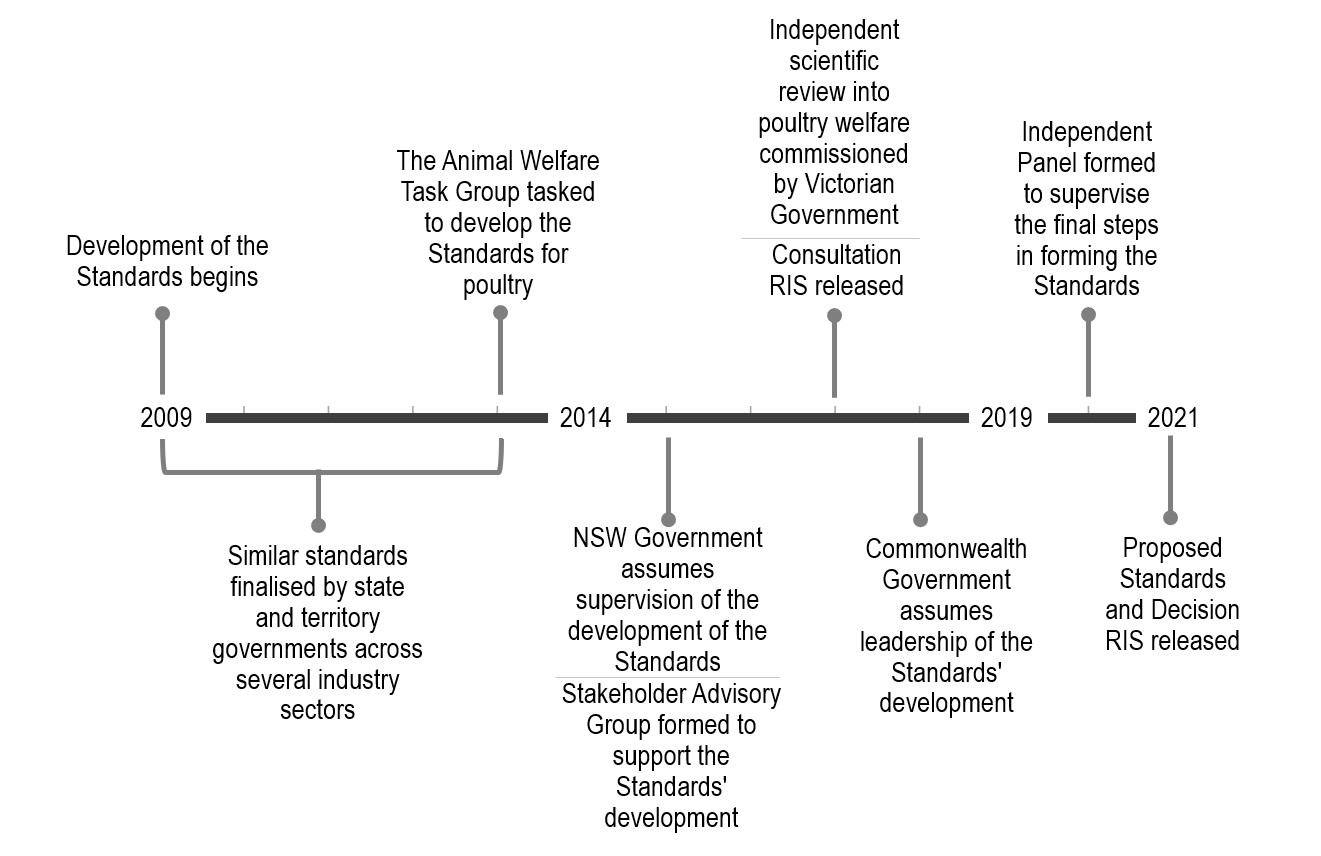 Independent
scientific
review into
poultry welfare
commissioned
by Victorian
Government
Consultation
RIS released
Independent
Panel formed
to supervise
the final steps
in forming the
Standards
The Animal Welfare
Task Group tasked
to develop the
Standards for
poultry
Development of the
Standards begins
2009
2014
2019
2021
Similar standards
finalised by state
and territory
governments across
several industry
sectors
NSW Government
assumes
supervision of the
development of the
Standards
Stakeholder Advisory
Group formed to
support the
Standards'
development
Commonwealth
Government
assumes
leadership of the
Standards'
development
Proposed
Standards
and Decision
RIS released